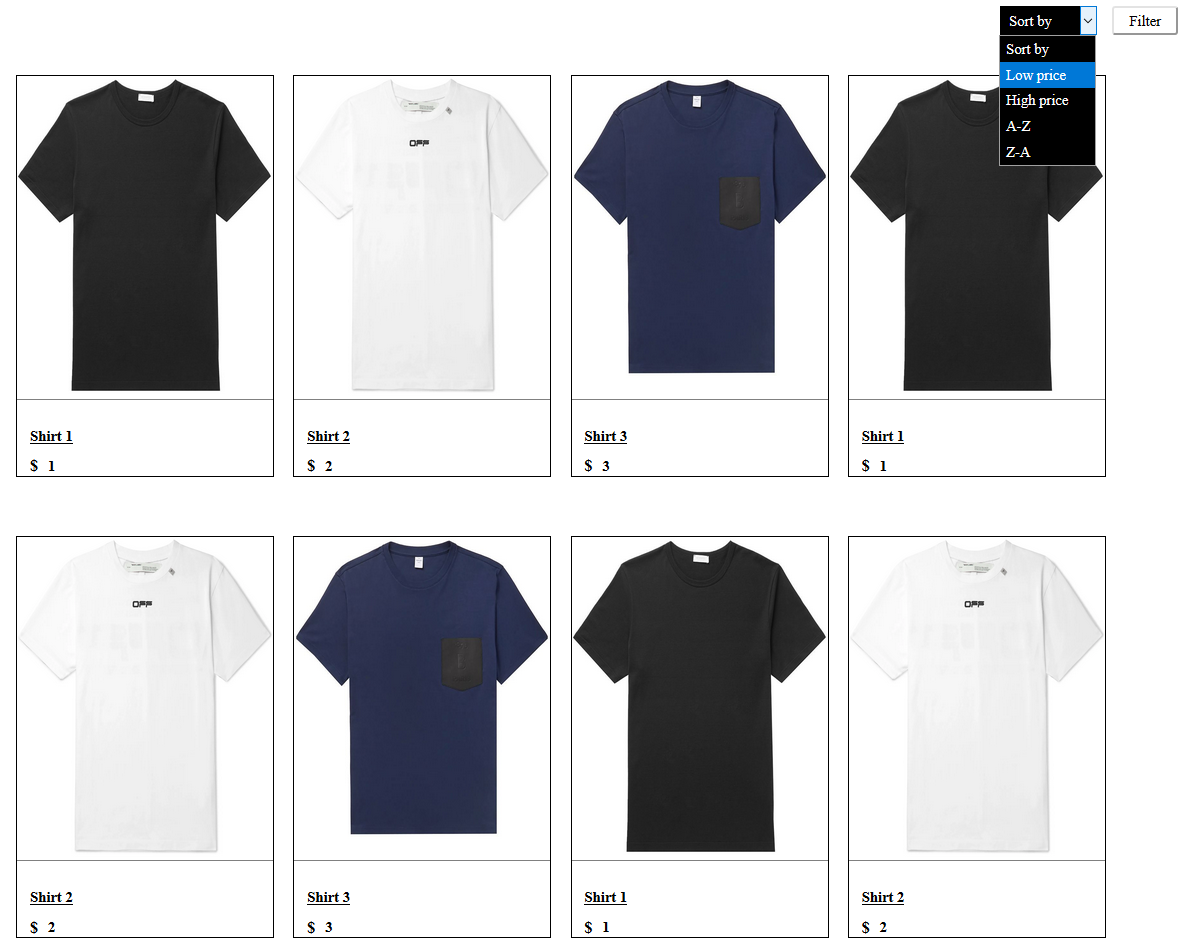 Sort by
Filter
Sort by
Low price
High price
A-Z
Z-A
OFF
Shirt 1
$ 1
Shirt 2
$ 2
Shirt 3
$ 3
Shirt 1
$ 1
OFF
OFF
Shirt 2
$ 2
Shirt 3
$ 3
Shirt 1
$ 1
Shirt 2
$ 2